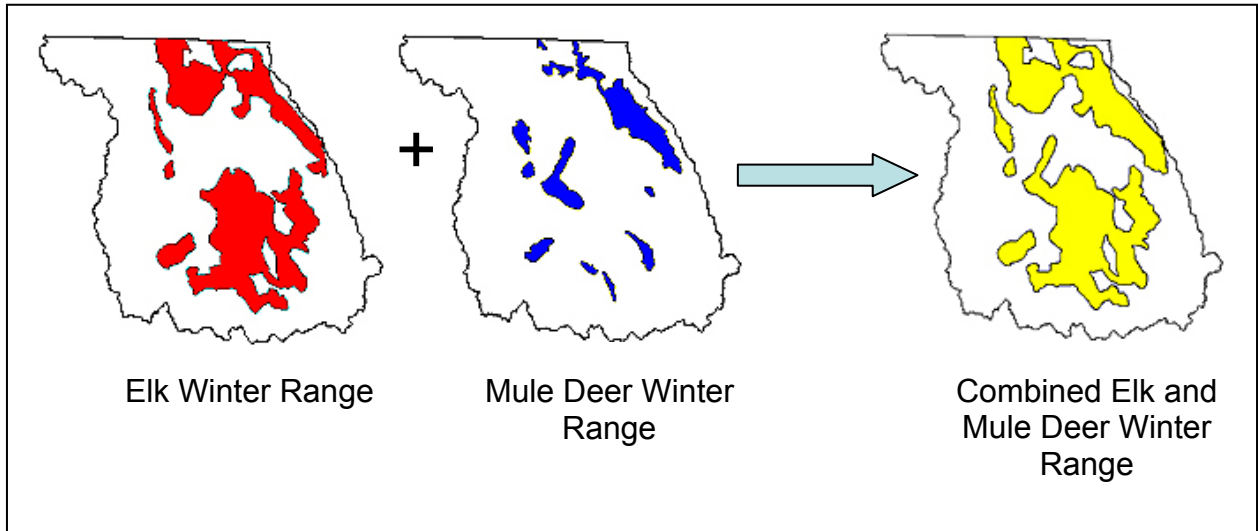 +
Elk Winter Range
Mule Deer Winter
Range
Combined Elk and
Mule Deer Winter
Range